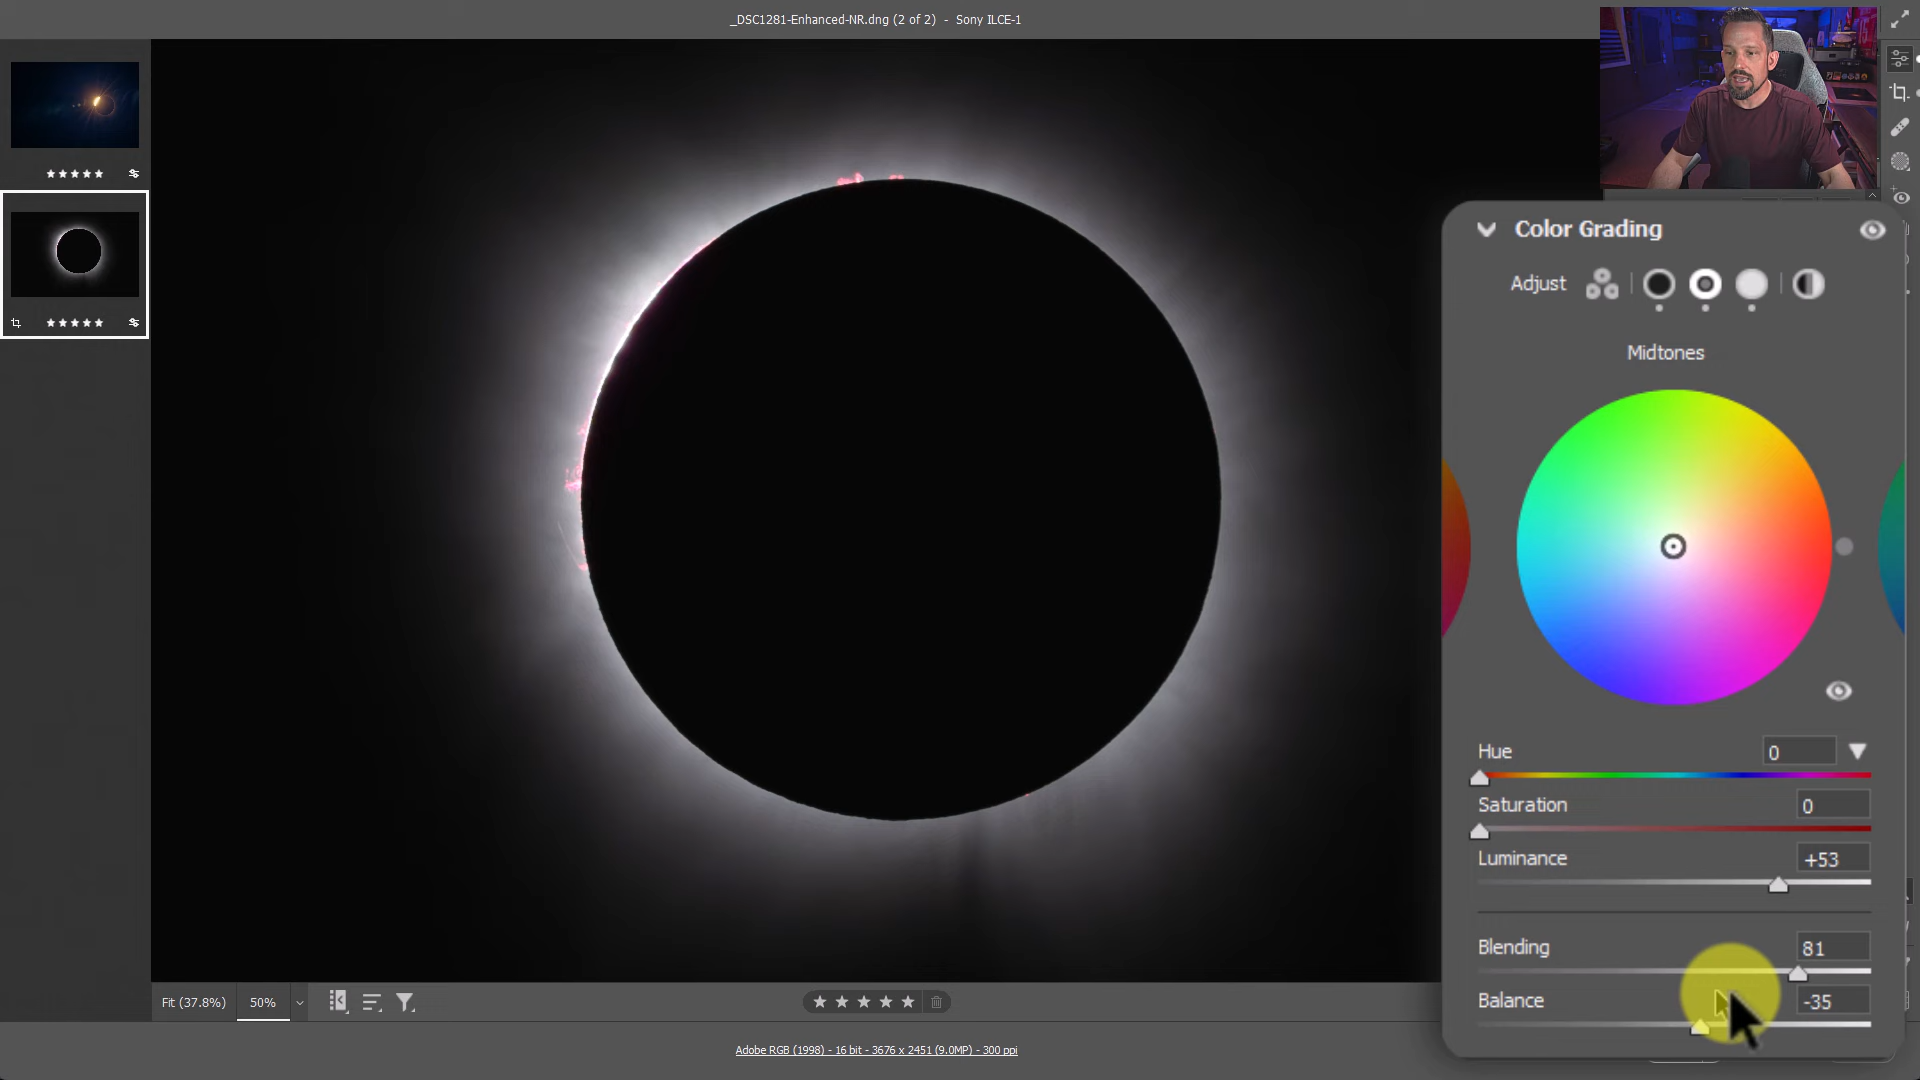 _DSC1281-Enhanced-NR.dng (2 of 2) - Sony ILCE-1
Color Grading
Adjust
Midtones
Hue 0
Saturation 0
Luminance +53
Blending 81
Balance -35
Fit (37.8%) 50%
Adobe RGB (1998) - 16 bit - 3676 x 2451 (9.0MP) - 300 ppi